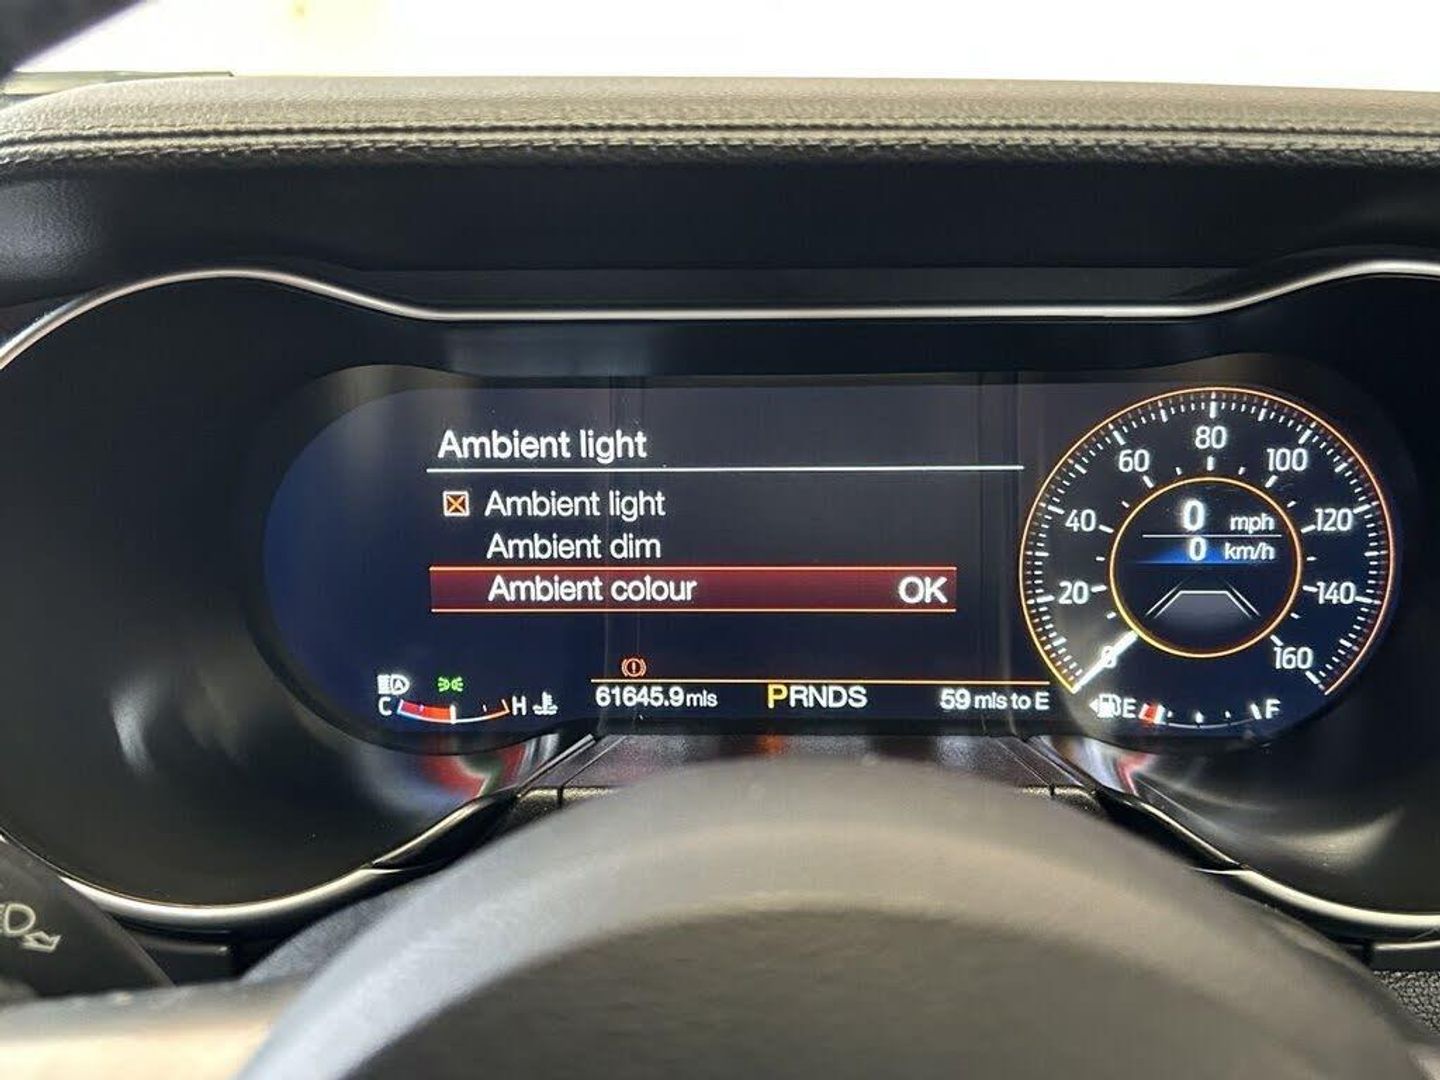 Ambient light
Ambient light
Ambient dim
Ambient colour OK
80
60 100
40 120
20 140
0 160
0 mph
0 km/h
A
C H
61645.9 mls
PRNDS
59 mls to E
E F